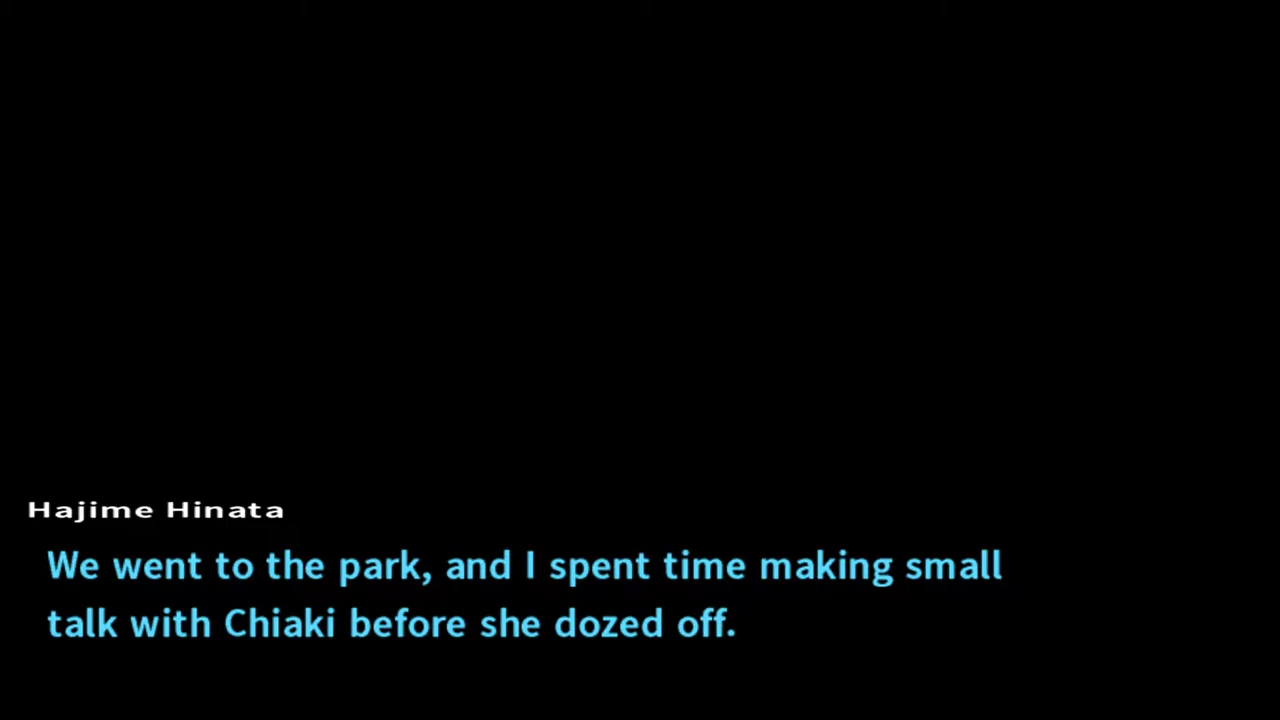 Hajime Hinata
We went to the park, and I spent time making small
talk with Chiaki before she dozed off.